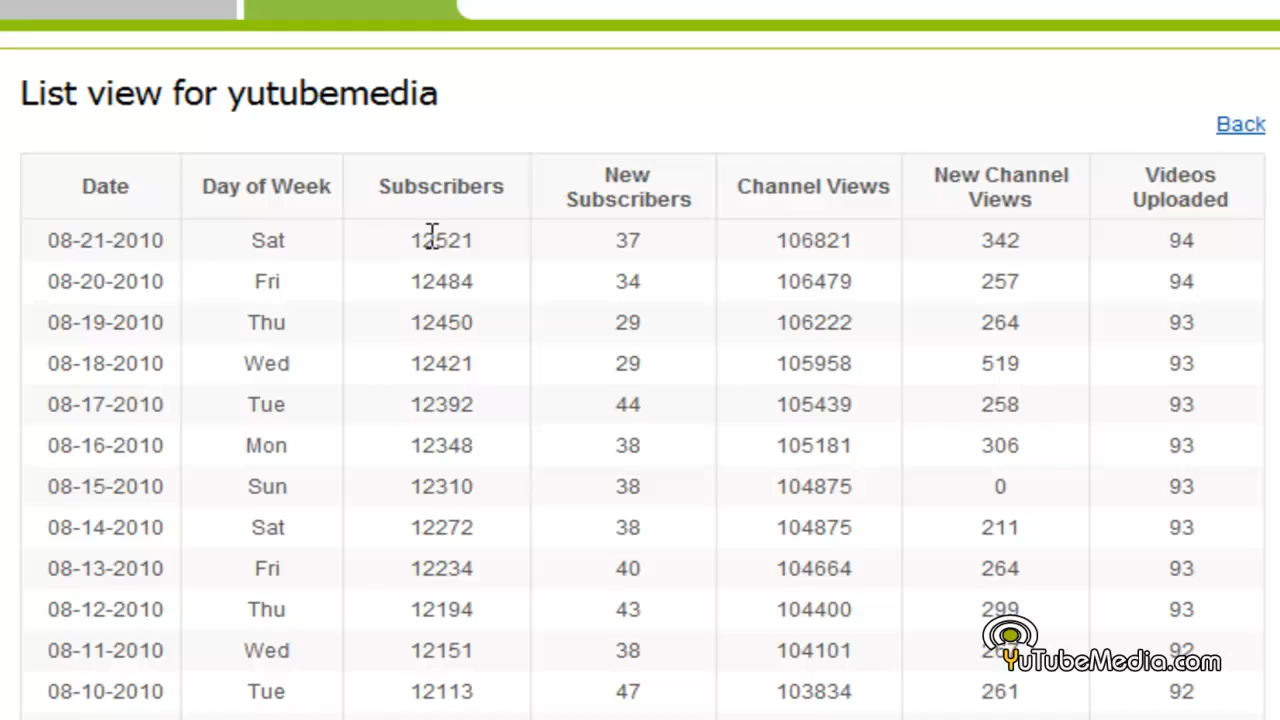 List view for yutubemedia
Back
Date Day of Week Subscribers New Subscribers Channel Views New Channel Views Videos Uploaded
08-21-2010 Sat 12521 37 106821 342 94
08-20-2010 Fri 12484 34 106479 257 94
08-19-2010 Thu 12450 29 106222 264 93
08-18-2010 Wed 12421 29 105958 519 93
08-17-2010 Tue 12392 44 105439 258 93
08-16-2010 Mon 12348 38 105181 306 93
08-15-2010 Sun 12310 38 104875 0 93
08-14-2010 Sat 12272 38 104875 211 93
08-13-2010 Fri 12234 40 104664 264 93
08-12-2010 Thu 12194 43 104400 299 93
08-11-2010 Wed 12151 38 104101 92
08-10-2010 Tue 12113 47 103834 261 92
YuTubeMedia.com